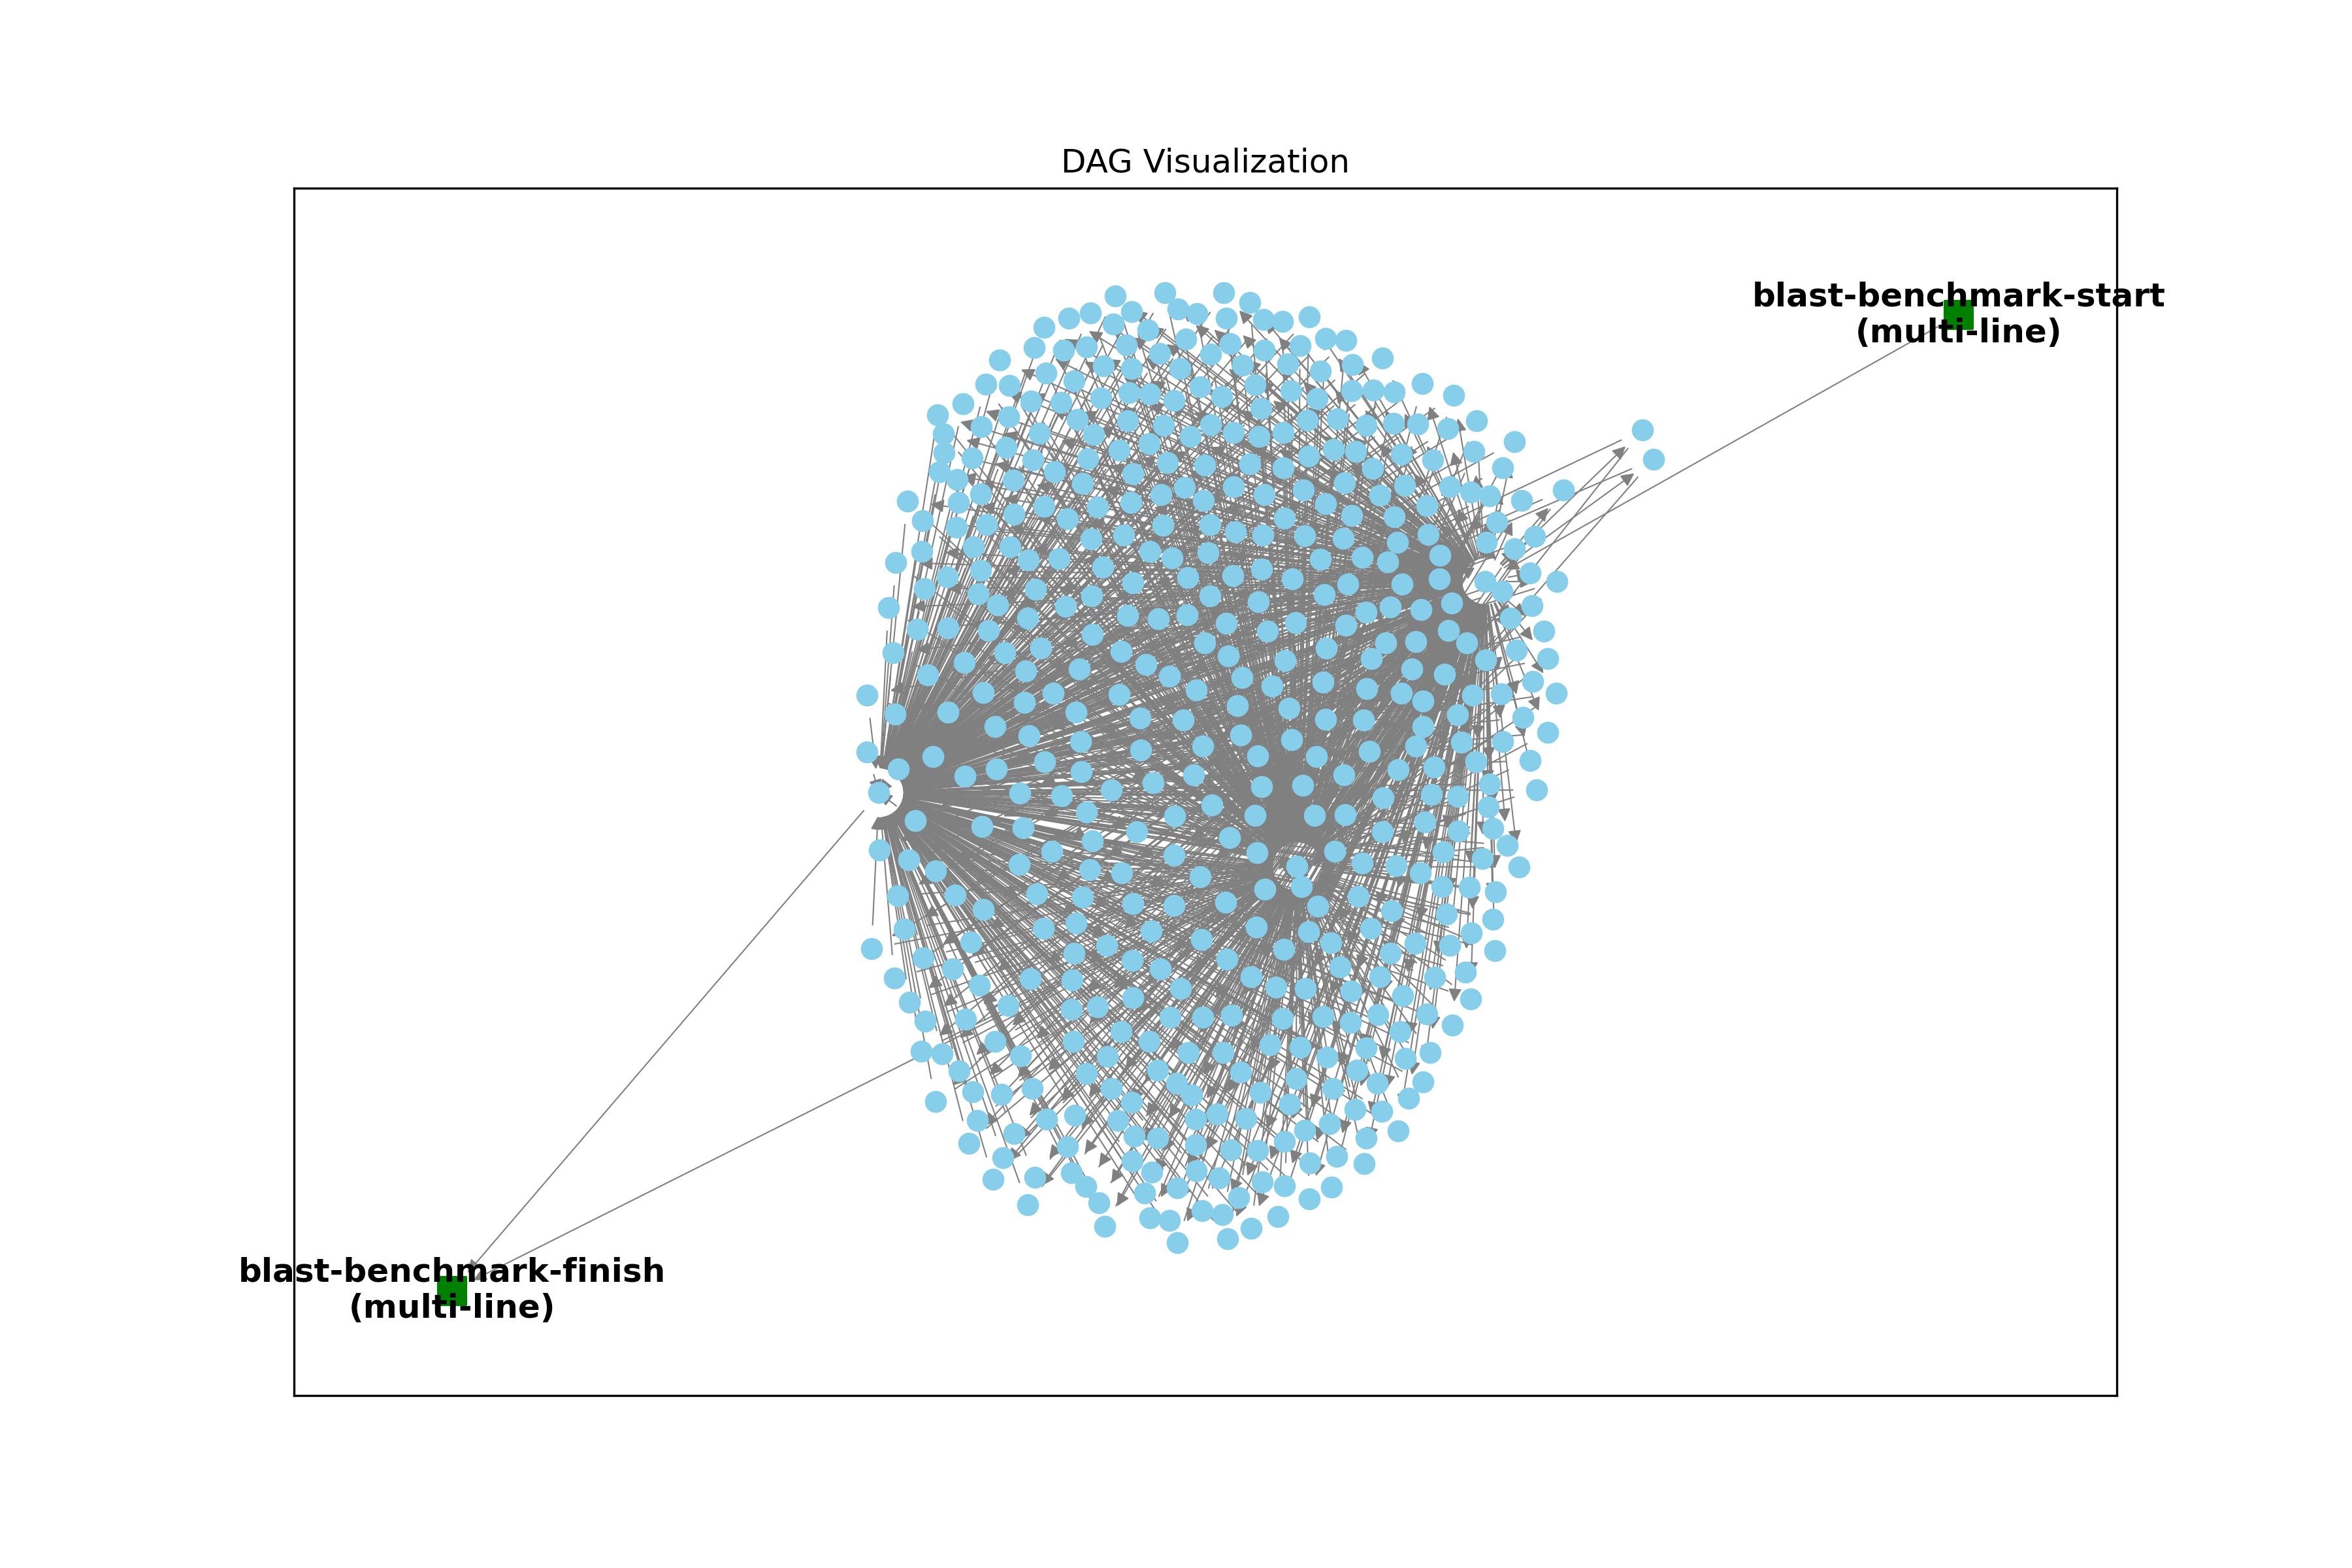 DAG Visualization
blast-benchmark-start
(multi-line)
blast-benchmark-finish
(multi-line)